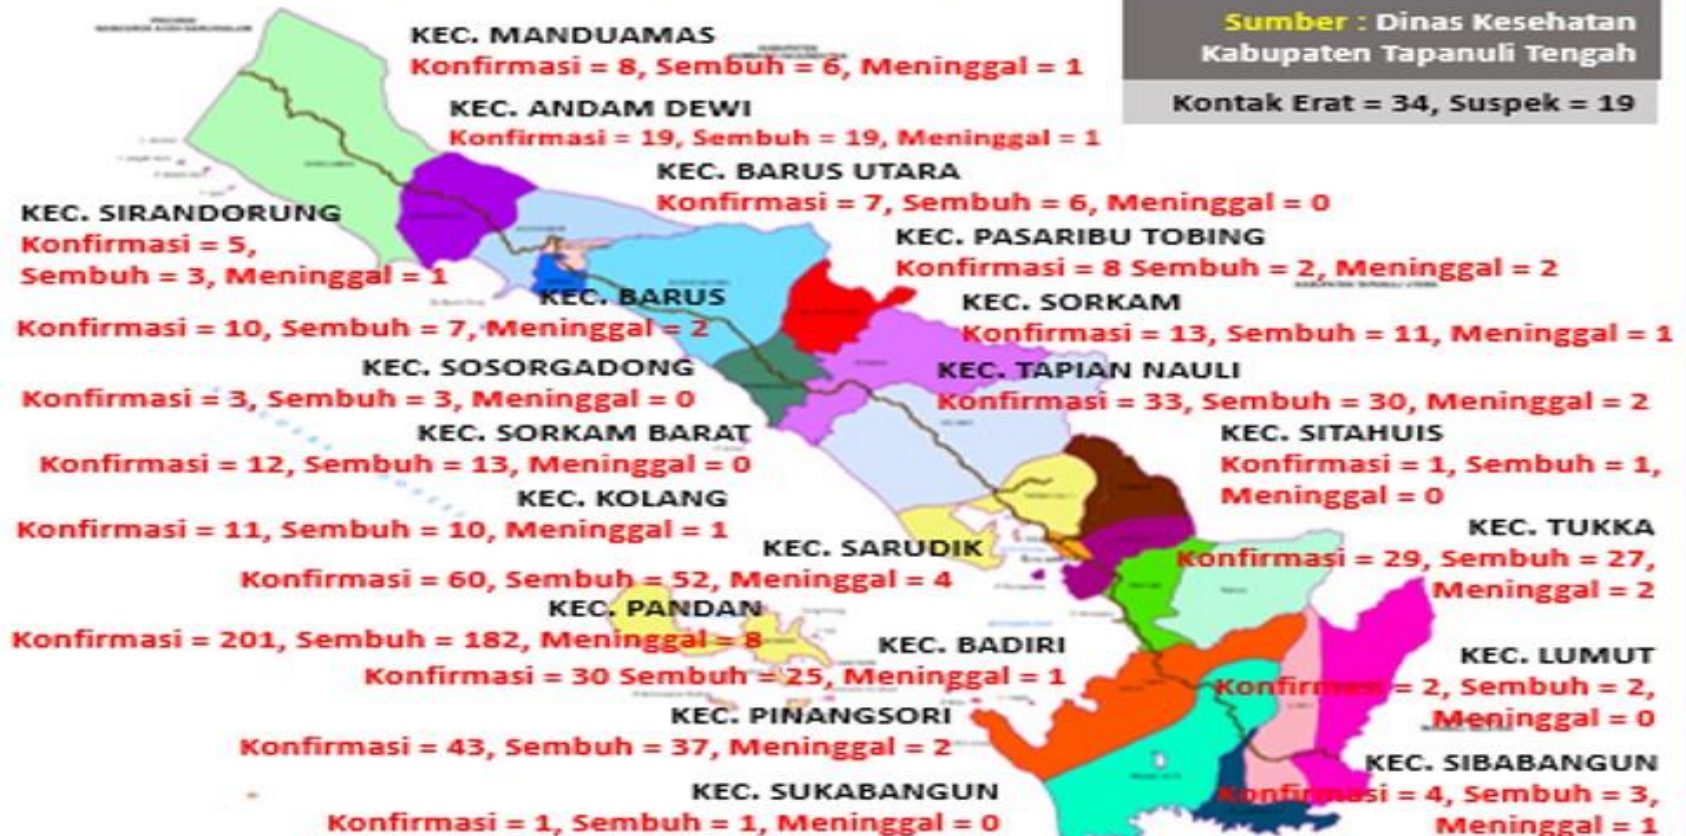 Sumber : Dinas Kesehatan
Kabupaten Tapanuli Tengah
Kontak Erat = 34, Suspek = 19
KEC. MANDUAMAS
Konfirmasi = 8, Sembuh = 6, Meninggal = 1
KEC. ANDAM DEWI
Konfirmasi = 19, Sembuh = 19, Meninggal = 1
KEC. BARUS UTARA
Konfirmasi = 7, Sembuh = 6, Meninggal = 0
KEC. SIRANDORUNG
Konfirmasi = 5,
Sembuh = 3, Meninggal = 1
KEC. PASARIBU TOBING
Konfirmasi = 8 Sembuh = 2, Meninggal = 2
KEC. BARUS
Konfirmasi = 10, Sembuh = 7, Meninggal = 2
KEC. SORKAM
Konfirmasi = 13, Sembuh = 11, Meninggal = 1
KEC. SOSORGADONG
Konfirmasi = 3, Sembuh = 3, Meninggal = 0
KEC. TAPIAN NAULI
Konfirmasi = 33, Sembuh = 30, Meninggal = 2
KEC. SORKAM BARAT
Konfirmasi = 12, Sembuh = 13, Meninggal = 0
KEC. SITAHUIS
Konfirmasi = 1, Sembuh = 1,
Meninggal = 0
KEC. KOLANG
Konfirmasi = 11, Sembuh = 10, Meninggal = 1
KEC. TUKKA
Konfirmasi = 29, Sembuh = 27,
Meninggal = 2
KEC. SARUDIK
Konfirmasi = 60, Sembuh = 52, Meninggal = 4
KEC. PANDAN
Konfirmasi = 201, Sembuh = 182, Meninggal = 8
KEC. BADIRI
Konfirmasi = 30 Sembuh = 25, Meninggal = 1
KEC. LUMUT
Konfirmasi = 2, Sembuh = 2,
Meninggal = 0
KEC. PINANGSORI
Konfirmasi = 43, Sembuh = 37, Meninggal = 2
KEC. SIBABANGUN
Konfirmasi = 4, Sembuh = 3,
Meninggal = 1
KEC. SUKABANGUN
Konfirmasi = 1, Sembuh = 1, Meninggal = 0